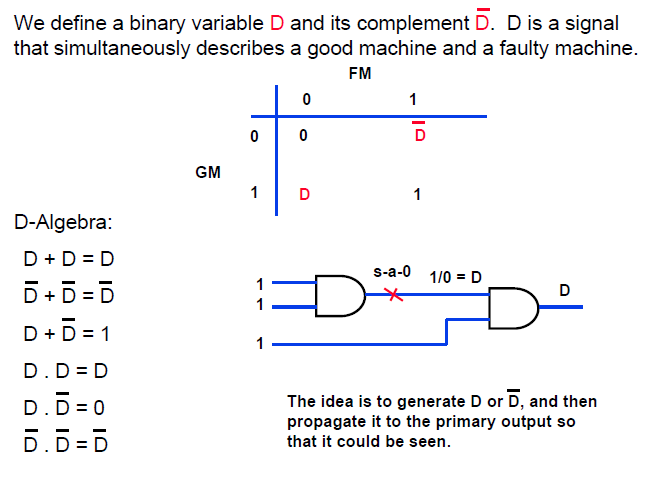 We define a binary variable D and its complement D̅. D is a signal
that simultaneously describes a good machine and a faulty machine.
FM
0 1
0 0 D̅
GM
1 D 1
D-Algebra:
D + D = D
D̅ + D̅ = D̅
D + D̅ = 1
D . D = D
D . D̅ = 0
D̅ . D̅ = D̅
s-a-0 1/0 = D
1
1
D
1
The idea is to generate D or D̅, and then
propagate it to the primary output so
that it could be seen.